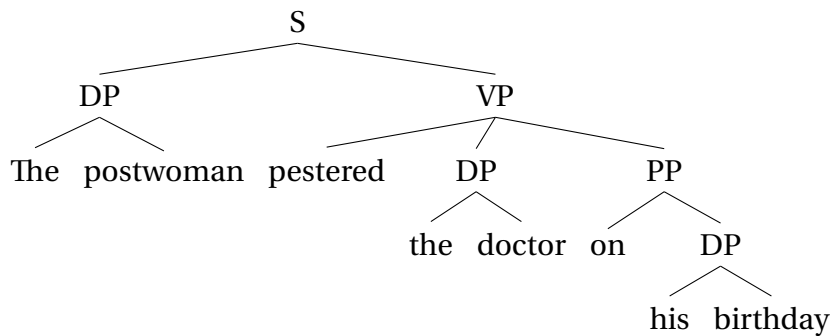 S
DP VP
The postwoman pestered DP PP
the doctor on DP
his birthday